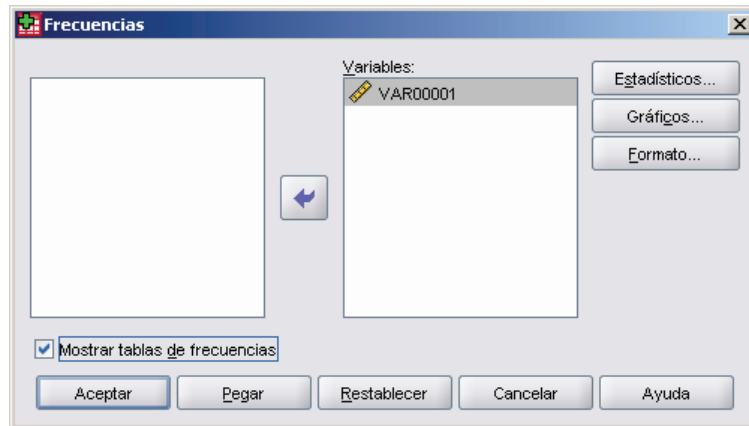 Frecuencias
Variables:
VAR00001
Estadísticos...
Gráficos...
Formato...
Mostrar tablas de frecuencias
Aceptar
Pegar
Restablecer
Cancelar
Ayuda